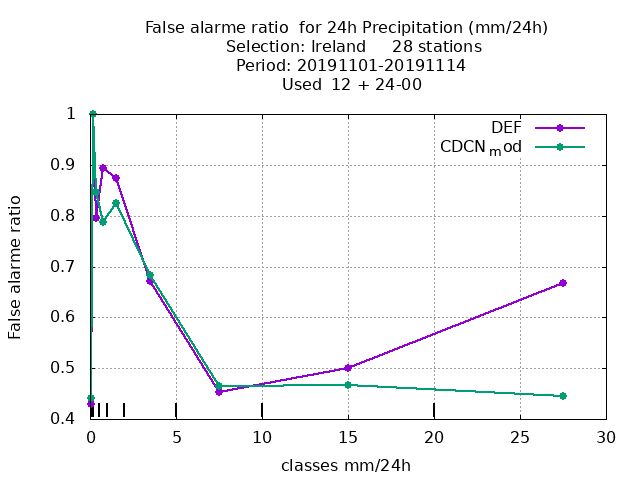 False alarme ratio  for 24h Precipitation (mm/24h)
Selection: Ireland     28 stations
Period: 20191101-20191114
Used  12 + 24-00
DEF
CDCNmod
1
0.9
0.8
0.7
0.6
0.5
0.4
False alarme ratio
0 5 10 15 20 25 30
classes mm/24h